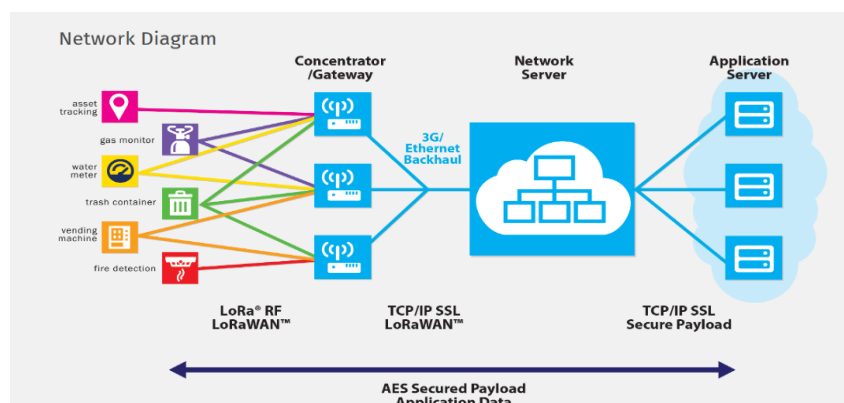 Network Diagram
Concentrator
/Gateway
Network
Server
Application
Server
asset
tracking
gas monitor
water
meter
trash container
vending
machine
fire detection
3G/
Ethernet
Backhaul
LoRa® RF
LoRaWAN™
TCP/IP SSL
LoRaWAN™
TCP/IP SSL
Secure Payload
AES Secured Payload
Application Data